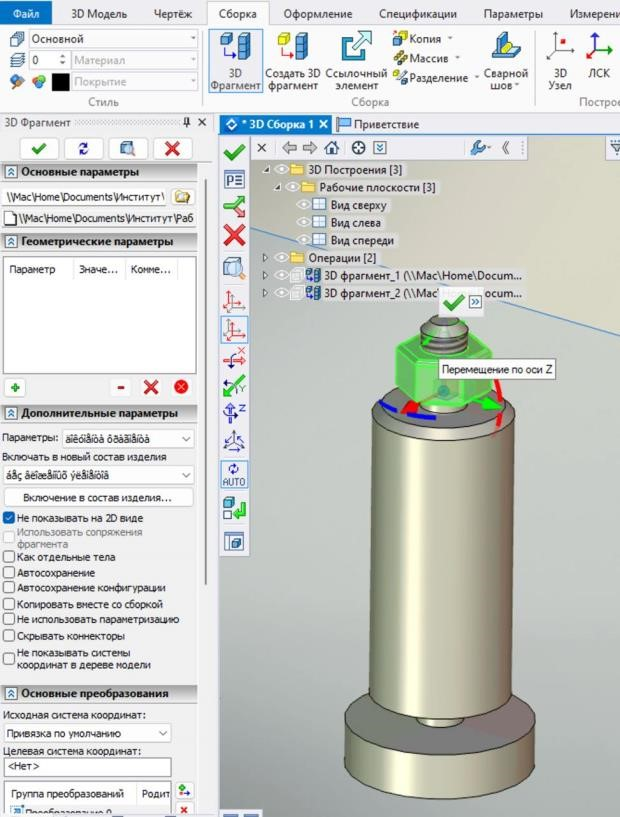 Файл 3D Модель Чертёж Сборка Оформление Спецификации Параметры Измерени
Основной
0 Материал
Покрытие
Стиль
3D
Фрагмент
Создать 3D
фрагмент
Ссылочный
элемент
Копия
Массив
Разделение
Сварной
шов
Сборка
3D
Узел
ЛСК
Построе
3D Фрагмент
* 3D Сборка 1 Приветствие
Основные параметры
\\Mac\Home\Documents\Институт\
\\Mac\Home\Documents\Институт\Раб
Геометрические параметры
Параметр Значе... Комме...
Дополнительные параметры
Параметры: äîêóìåíòà ôðàãìåíòà
Включать в новый состав изделия
Включение в состав изделия...
Не показывать на 2D виде
Использовать сопряжения
фрагмента
Как отдельные тела
Автосохранение
Автосохранение конфигурации
Копировать вместе со сборкой
Не использовать параметризацию
Скрывать коннекторы
Не показывать системы
координат в дереве модели
Основные преобразования
Исходная система координат:
Привязка по умолчанию
Целевая система координат:
<Нет>
Группа преобразований Родит
Преобразование 0
AUTO
3D Построения [3]
Рабочие плоскости [3]
Вид сверху
Вид слева
Вид спереди
Операции [2]
3D фрагмент_1 (\\Mac\Home\Docum...
3D фрагмент_2 (\\Mac\ ocum...
Перемещение по оси Z